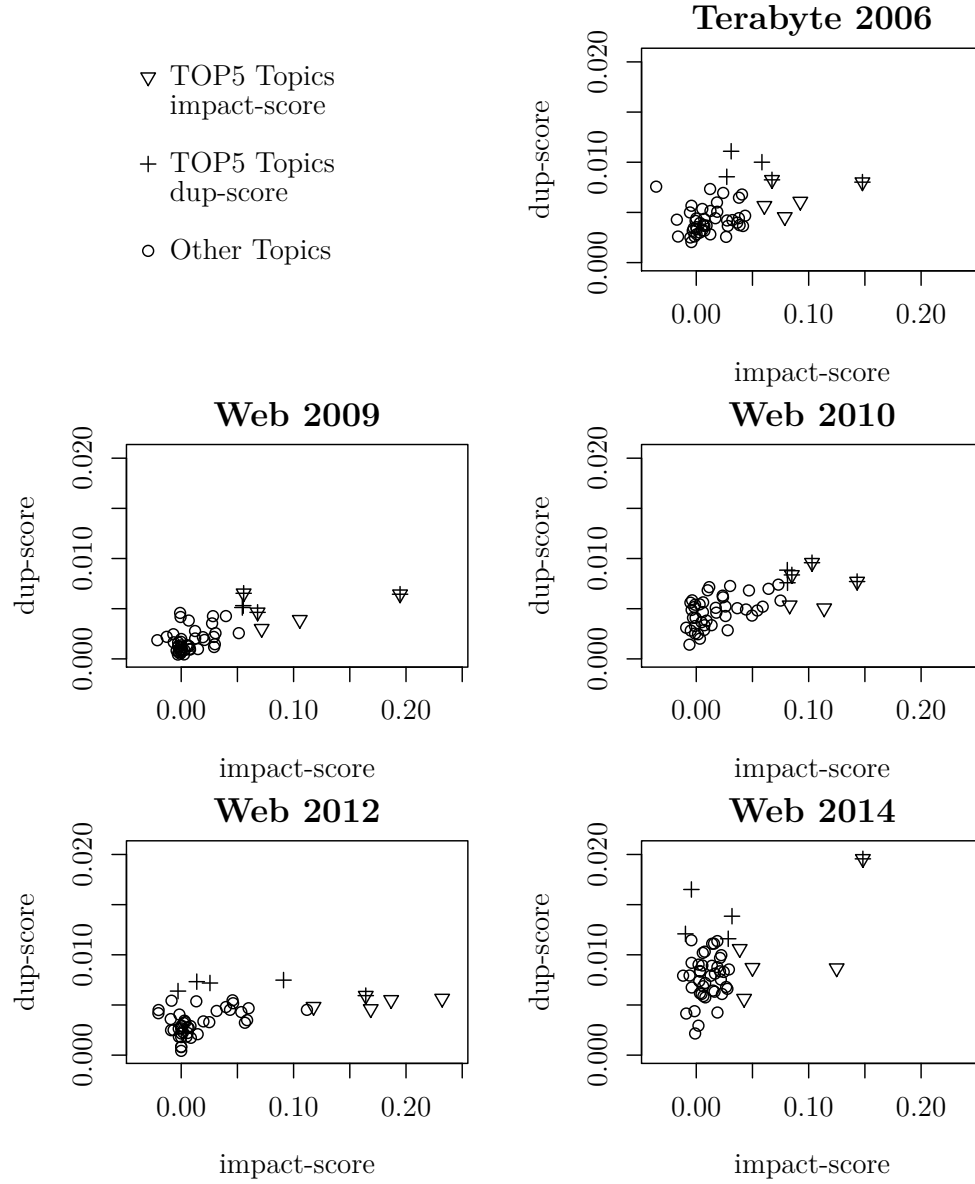 TOP5 Topics
impact-score
TOP5 Topics
dup-score
Other Topics
Terabyte 2006
dup-score
0.020
0.010
0.000
0.00 0.10 0.20
impact-score
Web 2009
dup-score
0.020
0.010
0.000
0.00 0.10 0.20
impact-score
Web 2010
dup-score
0.020
0.010
0.000
0.00 0.10 0.20
impact-score
Web 2012
dup-score
0.020
0.010
0.000
0.00 0.10 0.20
impact-score
Web 2014
dup-score
0.020
0.010
0.000
0.00 0.10 0.20
impact-score